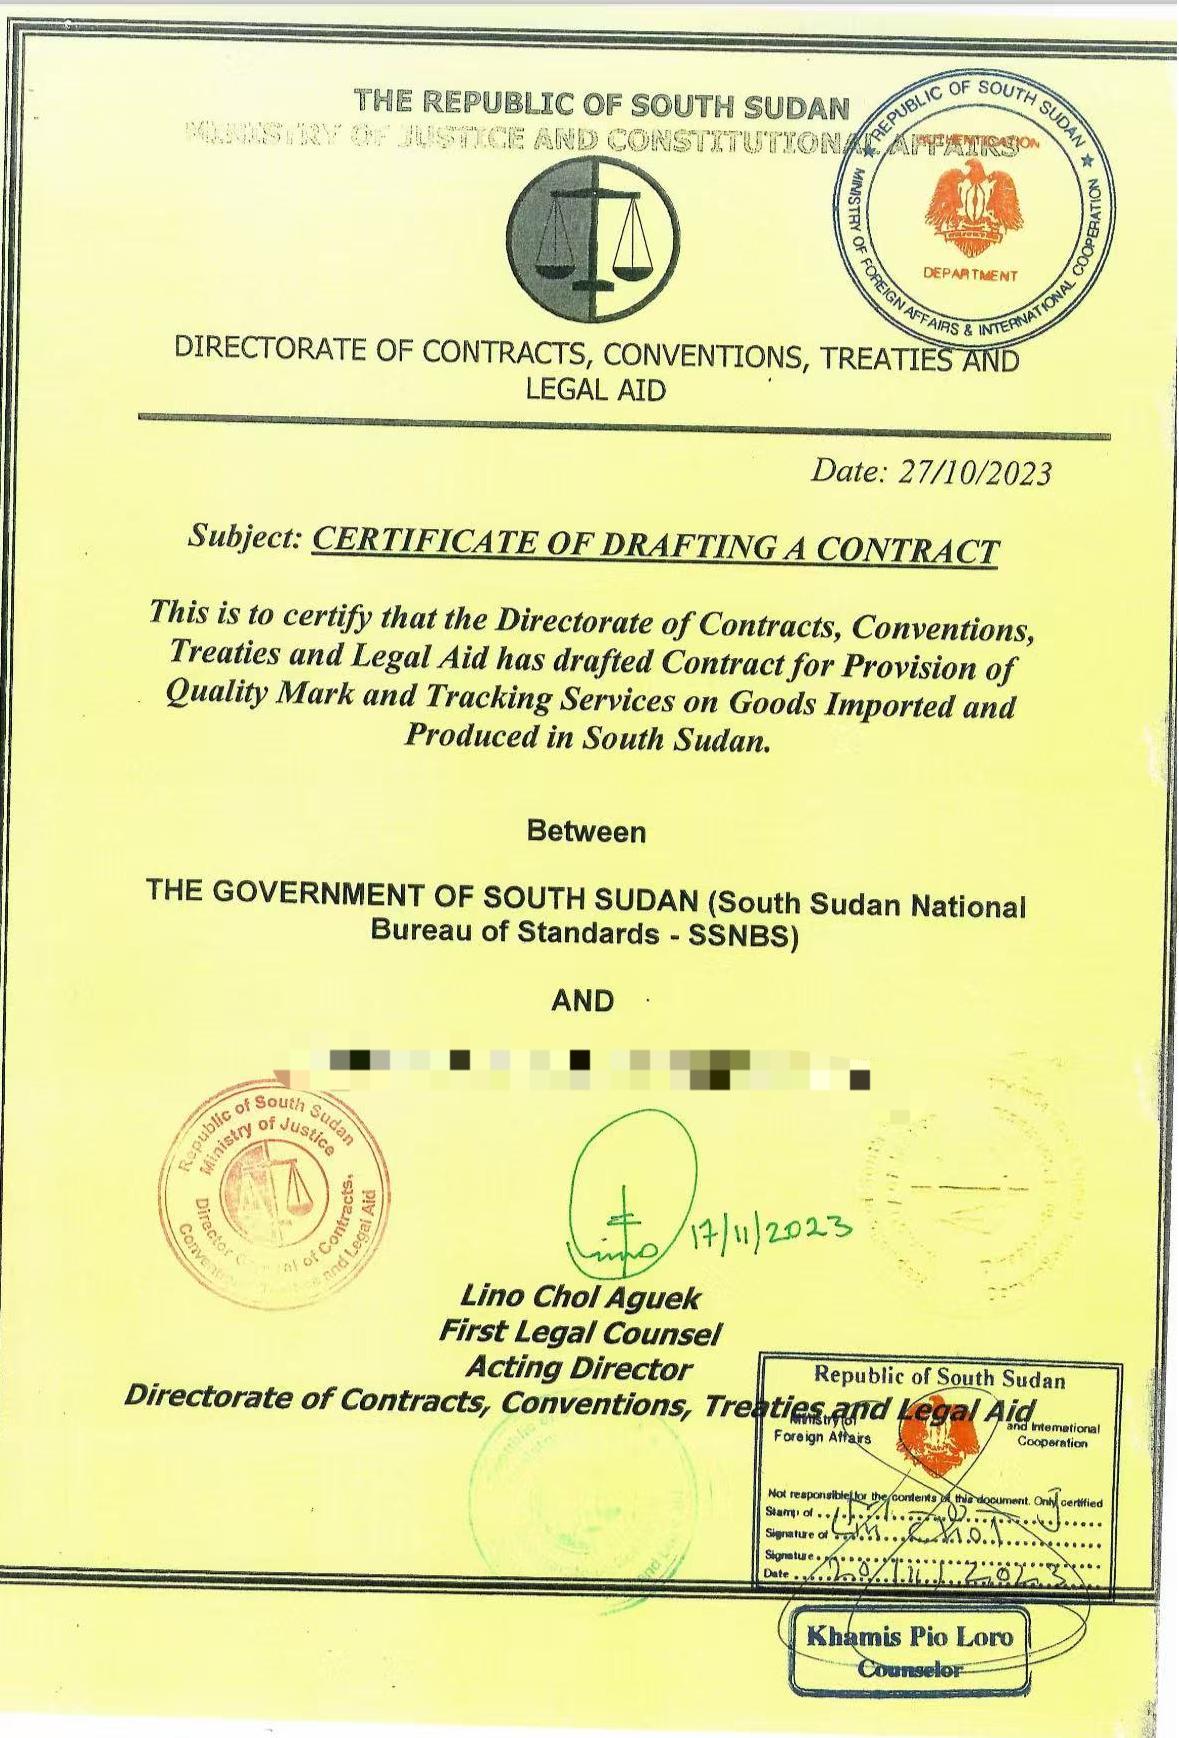 THE REPUBLIC OF SOUTH SUDAN
MINISTRY OF JUSTICE AND CONSTITUTIONAL AFFAIRS
REPUBLIC OF SOUTH SUDAN
MINISTRY OF FOREIGN AFFAIRS & INTERNATIONAL COOPERATION
AUTHENTICATION
DEPARTMENT
DIRECTORATE OF CONTRACTS, CONVENTIONS, TREATIES AND
LEGAL AID
Date: 27/10/2023
Subject: CERTIFICATE OF DRAFTING A CONTRACT
This is to certify that the Directorate of Contracts, Conventions,
Treaties and Legal Aid has drafted Contract for Provision of
Quality Mark and Tracking Services on Goods Imported and
Produced in South Sudan.
Between
THE GOVERNMENT OF SOUTH SUDAN (South Sudan National
Bureau of Standards - SSNBS)
AND
Republic of South Sudan
Ministry of Justice
Director General of Contracts,
Conventions, Treaties and Legal Aid
17/11/2023
Lino Chol Aguek
First Legal Counsel
Acting Director
Directorate of Contracts, Conventions, Treaties and Legal Aid
Republic of South Sudan
Ministry of
Foreign Affairs
and International
Cooperation
Not responsible for the contents of this document. Only certified
Stamp of
Signature of
Signature
Date 20/11/2023
Khamis Pio Loro
Counselor